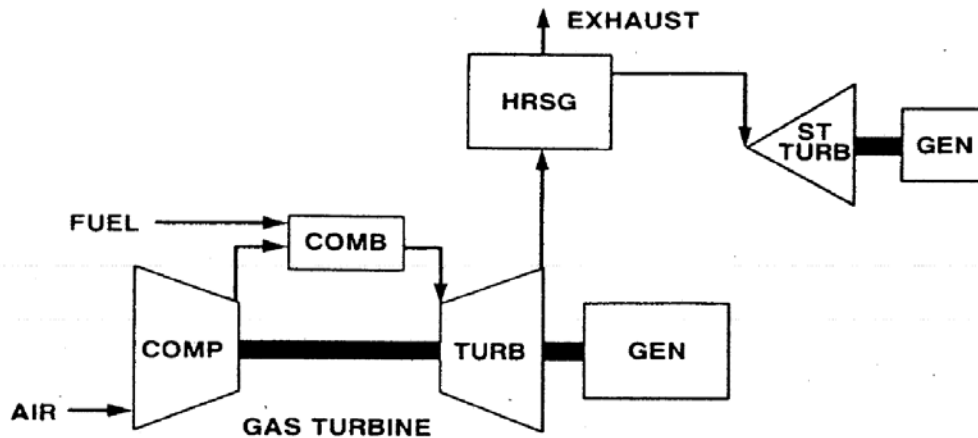 EXHAUST
HRSG
ST
TURB
GEN
FUEL
COMB
COMP
TURB
GEN
AIR
GAS TURBINE